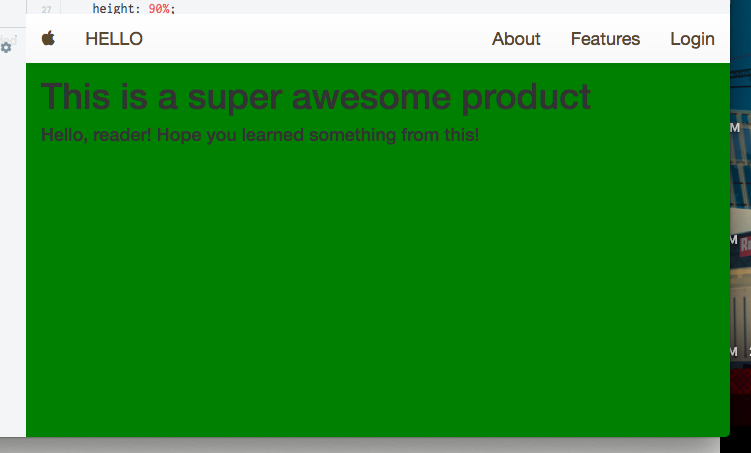 27 height: 90%;
HELLO About Features Login
This is a super awesome product
Hello, reader! Hope you learned something from this!
M
M
M